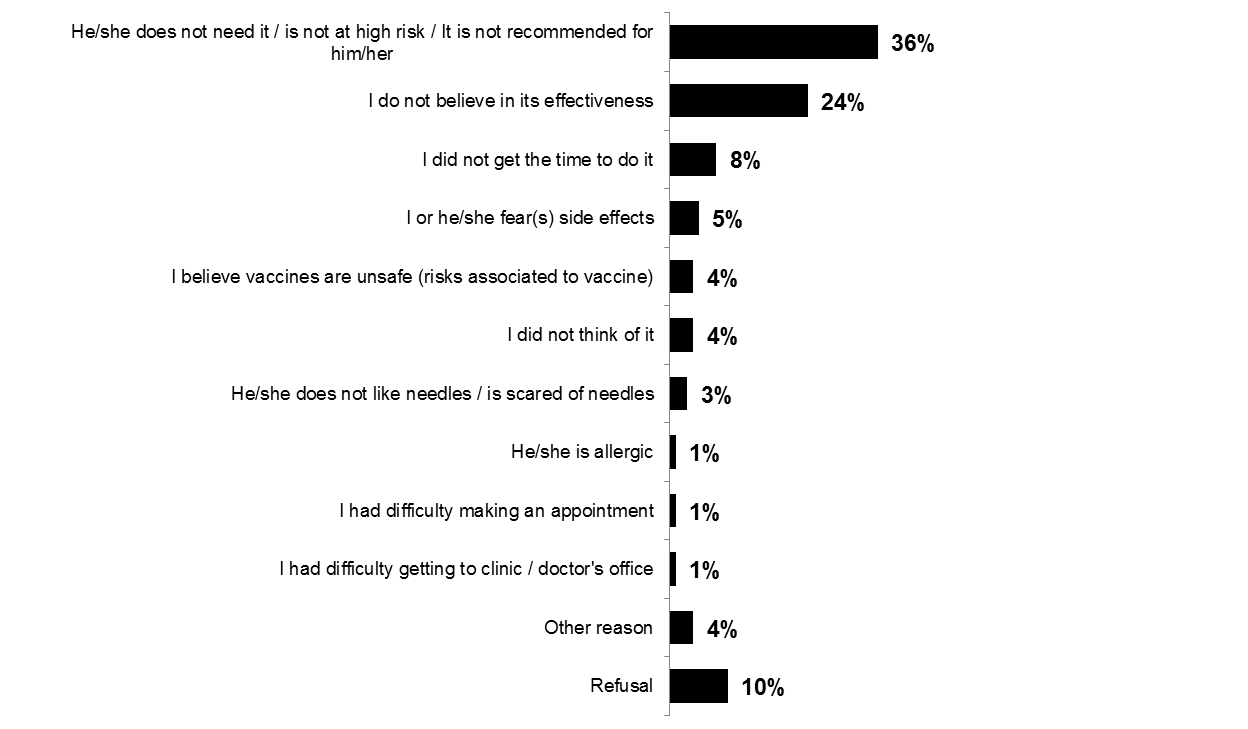 He/she does not need it / is not at high risk / It is not recommended for
him/her
36%
I do not believe in its effectiveness
24%
I did not get the time to do it
8%
I or he/she fear(s) side effects
5%
I believe vaccines are unsafe (risks associated to vaccine)
4%
I did not think of it
4%
He/she does not like needles / is scared of needles
3%
He/she is allergic
1%
I had difficulty making an appointment
1%
I had difficulty getting to clinic / doctor's office
1%
Other reason
4%
Refusal
10%